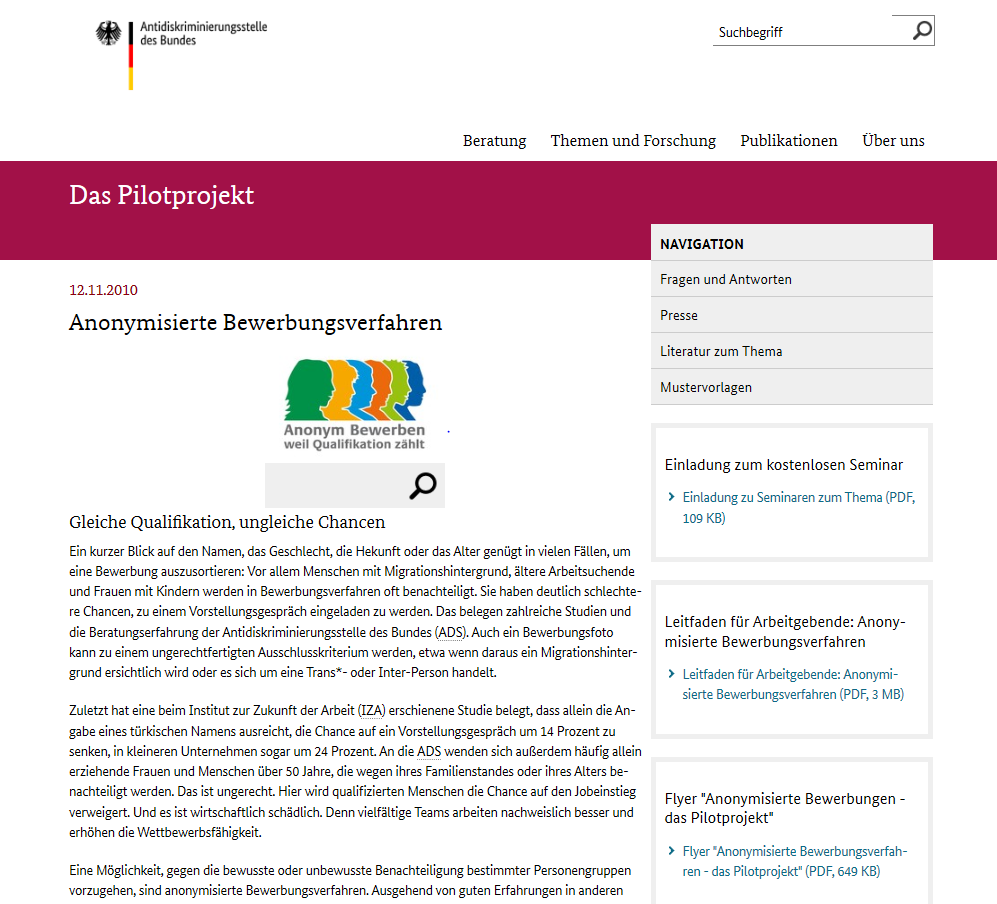 Antidiskriminierungsstelle
des Bundes
Suchbegriff
Beratung Themen und Forschung Publikationen Über uns
Das Pilotprojekt
12.11.2010
Anonymisierte Bewerbungsverfahren
Anonym Bewerben
weil Qualifikation zählt
Gleiche Qualifikation, ungleiche Chancen
Ein kurzer Blick auf den Namen, das Geschlecht, die Hekunft oder das Alter genügt in vielen Fällen, um
eine Bewerbung auszusortieren: Vor allem Menschen mit Migrationshintergrund, ältere Arbeitsuchende
und Frauen mit Kindern werden in Bewerbungsverfahren oft benachteiligt. Sie haben deutlich schlechte-
re Chancen, zu einem Vorstellungsgespräch eingeladen zu werden. Das belegen zahlreiche Studien und
die Beratungserfahrung der Antidiskriminierungsstelle des Bundes (ADS). Auch ein Bewerbungsfoto
kann zu einem ungerechtfertigten Ausschlusskriterium werden, etwa wenn daraus ein Migrationshinter-
grund ersichtlich wird oder es sich um eine Trans*- oder Inter-Person handelt.
Zuletzt hat eine beim Institut zur Zukunft der Arbeit (IZA) erschienene Studie belegt, dass allein die An-
gabe eines türkischen Namens ausreicht, die Chance auf ein Vorstellungsgespräch um 14 Prozent zu
senken, in kleineren Unternehmen sogar um 24 Prozent. An die ADS wenden sich außerdem häufig allein
erziehende Frauen und Menschen über 50 Jahre, die wegen ihres Familienstandes oder ihres Alters be-
nachteiligt werden. Das ist ungerecht. Hier wird qualifizierten Menschen die Chance auf den Jobeinstieg
verweigert. Und es ist wirtschaftlich schädlich. Denn vielfältige Teams arbeiten nachweislich besser und
erhöhen die Wettbewerbsfähigkeit.
Eine Möglichkeit, gegen die bewusste oder unbewusste Benachteiligung bestimmter Personengruppen
vorzugehen, sind anonymisierte Bewerbungsverfahren. Ausgehend von guten Erfahrungen in anderen
NAVIGATION
Fragen und Antworten
Presse
Literatur zum Thema
Mustervorlagen
Einladung zum kostenlosen Seminar
Einladung zu Seminaren zum Thema (PDF,
109 KB)
Leitfaden für Arbeitgebende: Anony-
misierte Bewerbungsverfahren
Leitfaden für Arbeitgebende: Anonymi-
sierte Bewerbungsverfahren (PDF, 3 MB)
Flyer "Anonymisierte Bewerbungen -
das Pilotprojekt"
Flyer "Anonymisierte Bewerbungsverfah-
ren - das Pilotprojekt" (PDF, 649 KB)